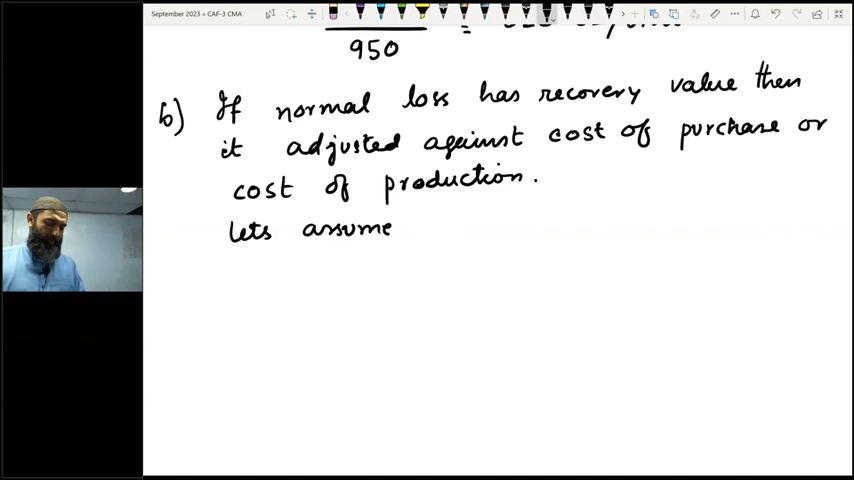 September 2023 » CAF-3 CMA
950
b) If normal loss has recovery value then
it adjusted against cost of purchase or
cost of production.
lets assume